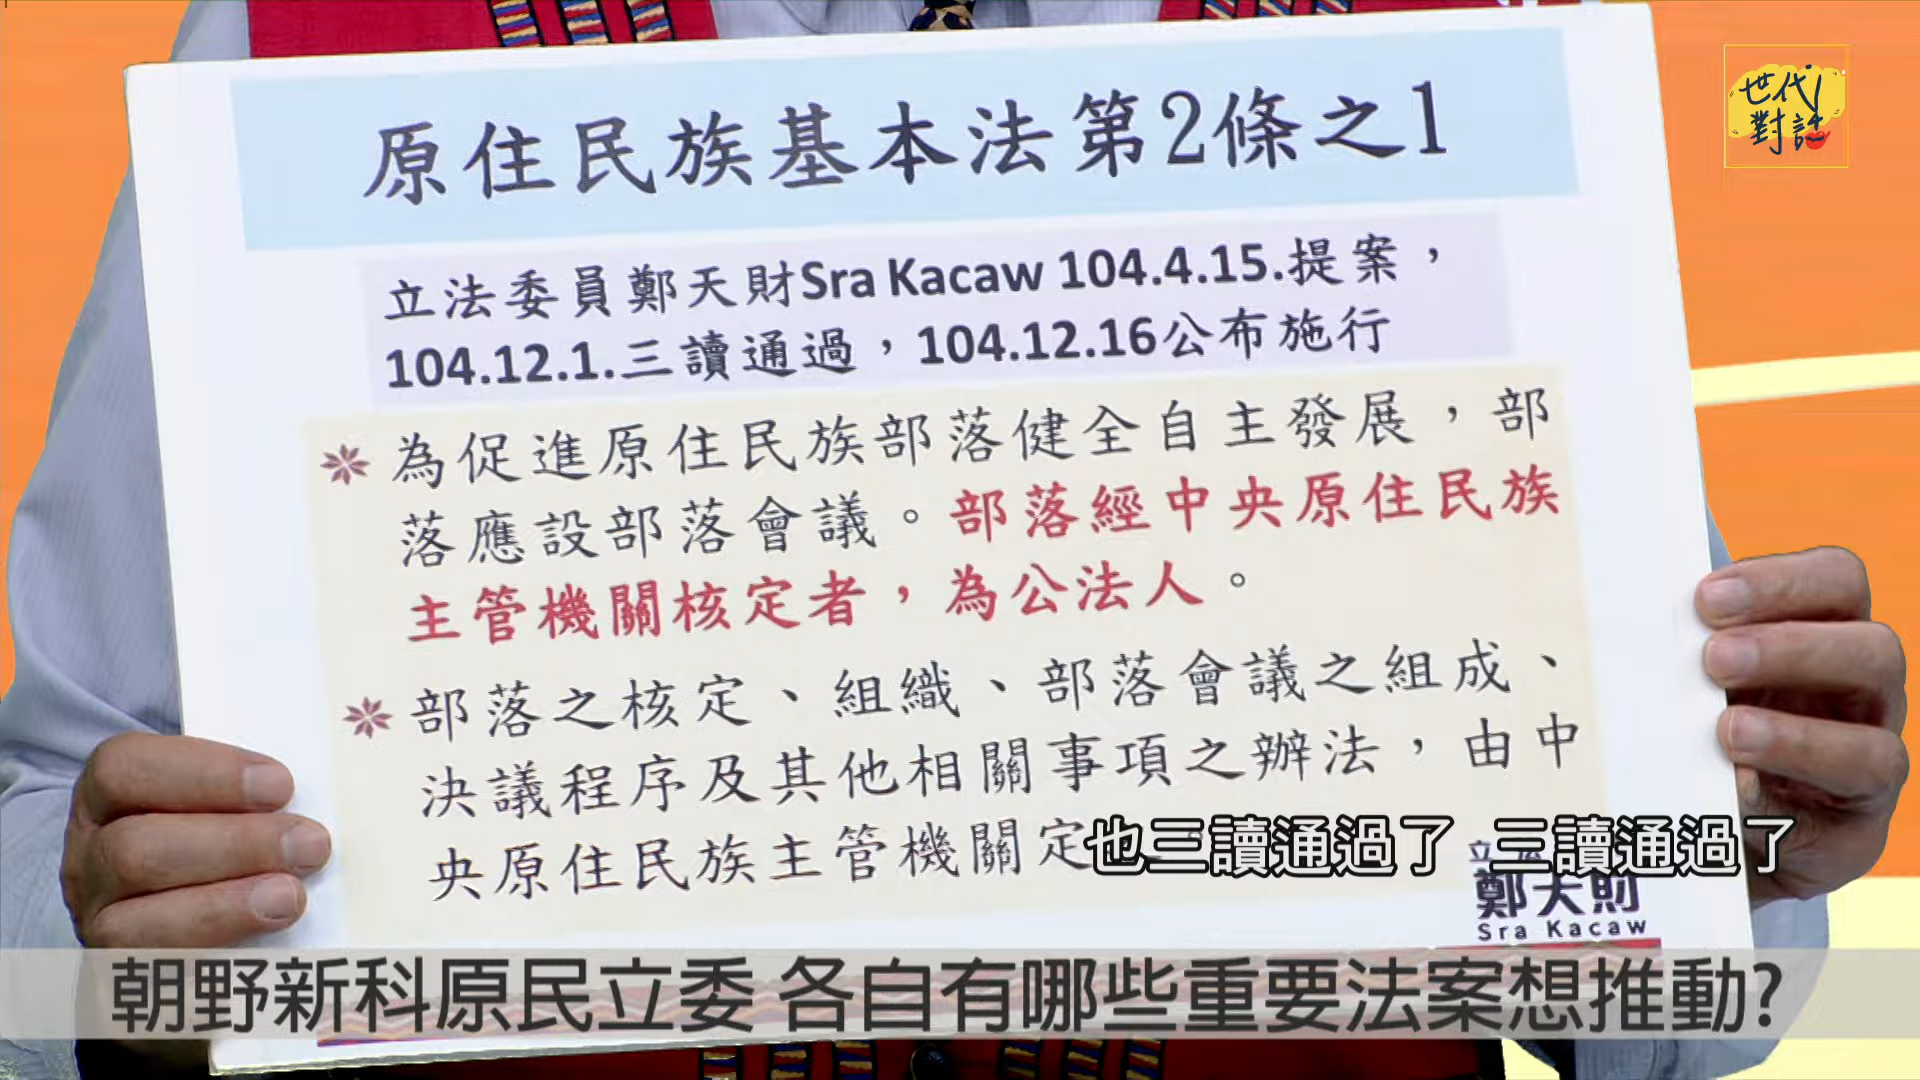 世代
對話
原住民族基本法第2條之1
立法委員鄭天財Sra Kacaw 104.4.15.提案，
104.12.1.三讀通過，104.12.16公布施行
為促進原住民族部落健全自主發展，部
落應設部落會議。部落經中央原住民族
主管機關核定者，為公法人。
部落之核定、組織、部落會議之組成、
決議程序及其他相關事項之辦法，由中
央原住民族主管機關定
也三讀通過了 三讀通過了
立
鄭天財
Sra Kacaw
朝野新科原民立委 各自有哪些重要法案想推動?